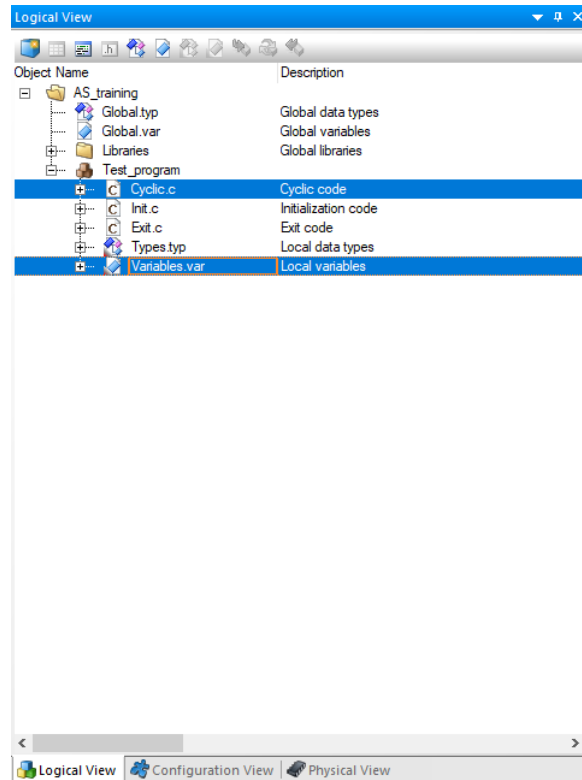 Logical View
.h
Object Name Description
AS_training
Global.typ Global data types
Global.var Global variables
Libraries Global libraries
Test_program
C Cyclic.c Cyclic code
C Init.c Initialization code
C Exit.c Exit code
Types.typ Local data types
Variables.var Local variables
Logical View Configuration View Physical View